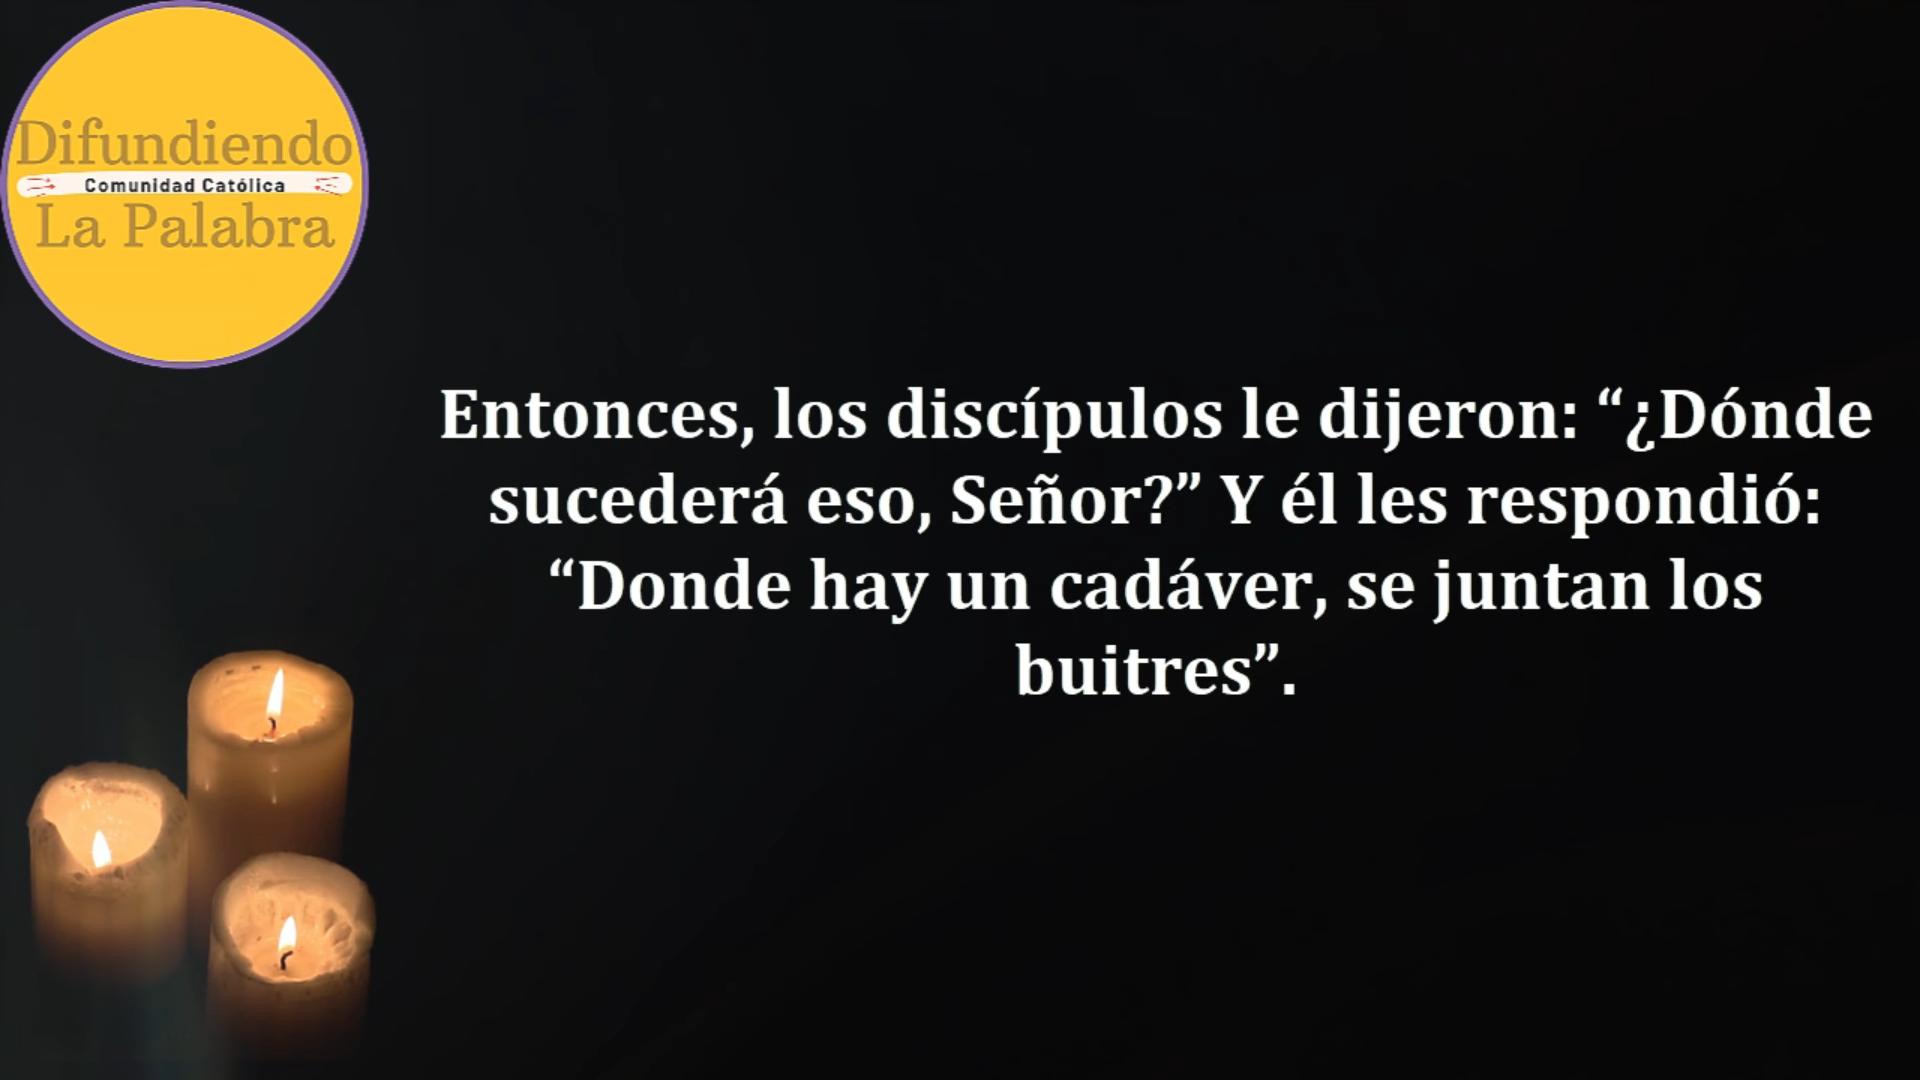 Difundiendo
Comunidad Católica
La Palabra
Entonces, los discípulos le dijeron: “¿Dónde
sucederá eso, Señor?” Y él les respondió:
“Donde hay un cadáver, se juntan los
buitres”.